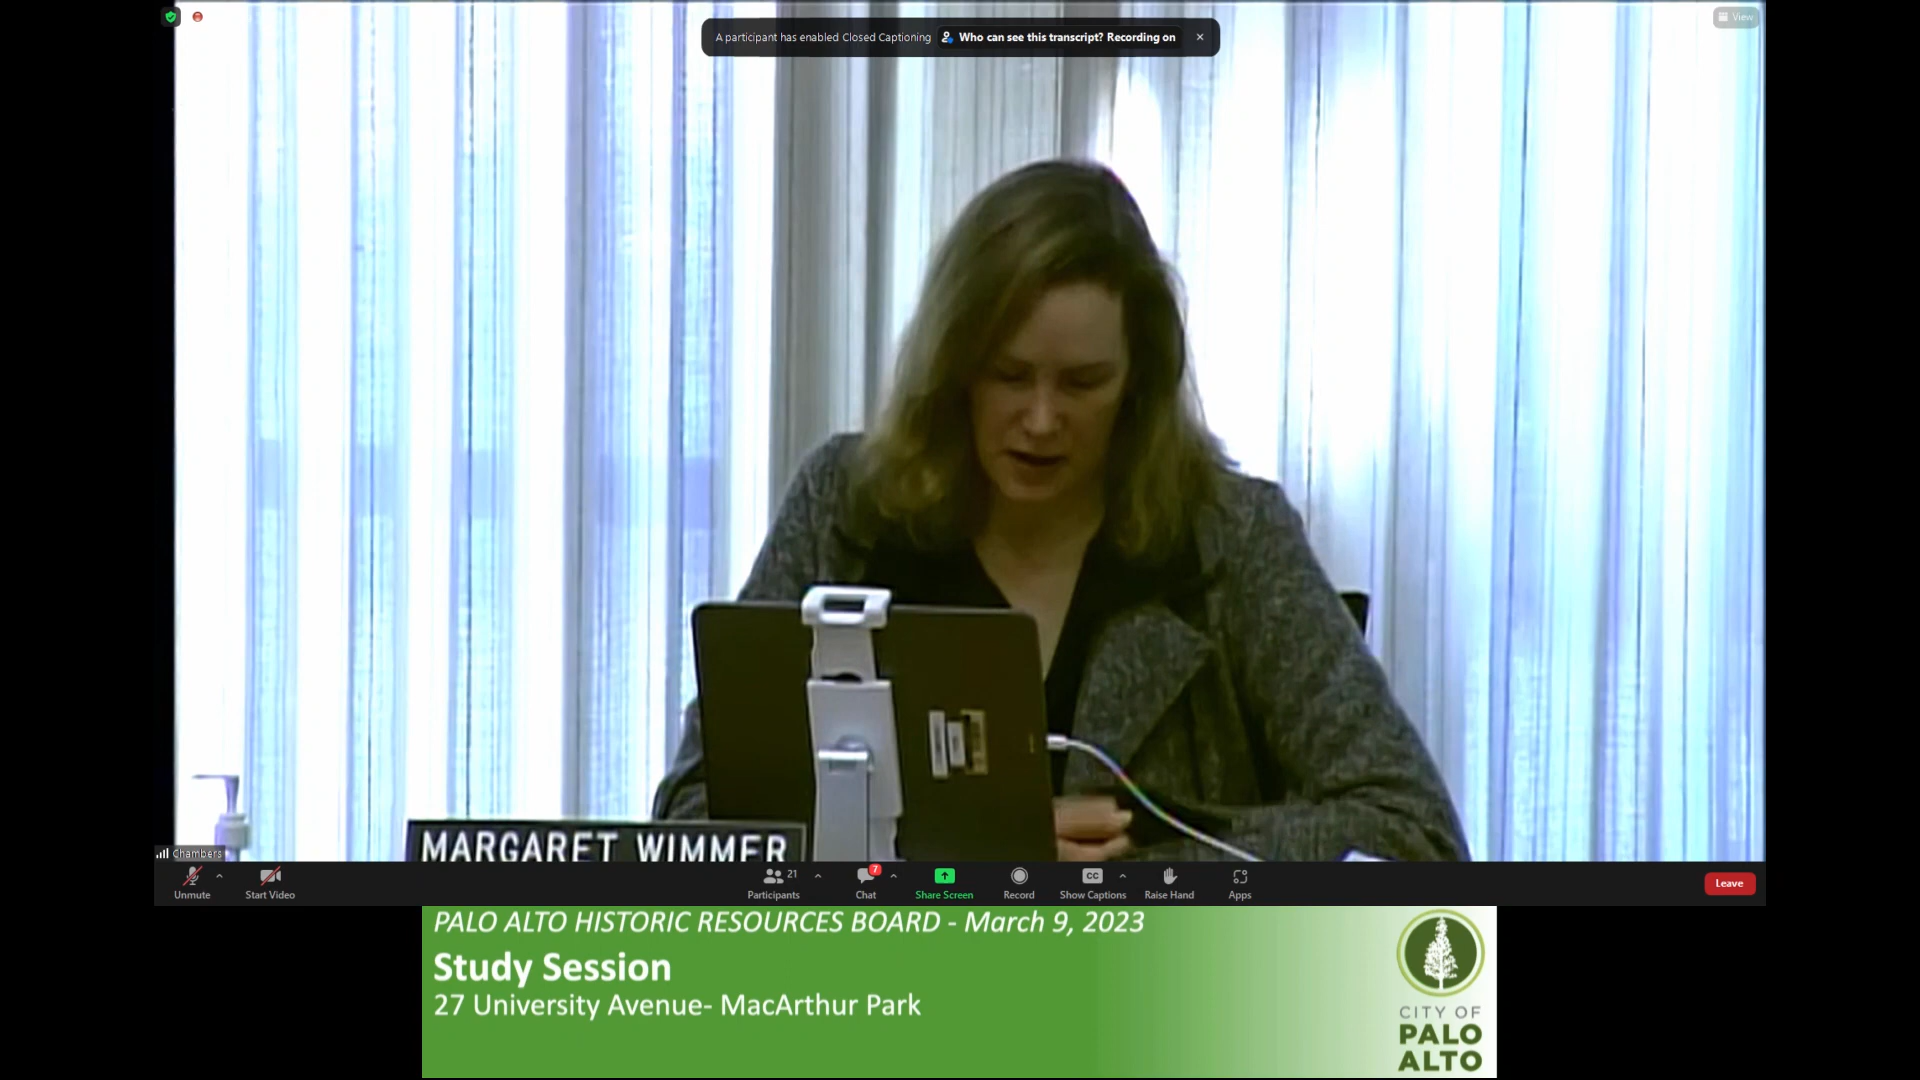 View
A participant has enabled Closed Captioning Who can see this transcript? Recording on
MARGARET WIMMER
Chambers
21
7
CC
Unmute
Start Video
Participants
Chat
Share Screen
Record
Show Captions
Raise Hand
Apps
Leave
PALO ALTO HISTORIC RESOURCES BOARD - March 9, 2023
Study Session
27 University Avenue- MacArthur Park
CITY OF
PALO
ALTO